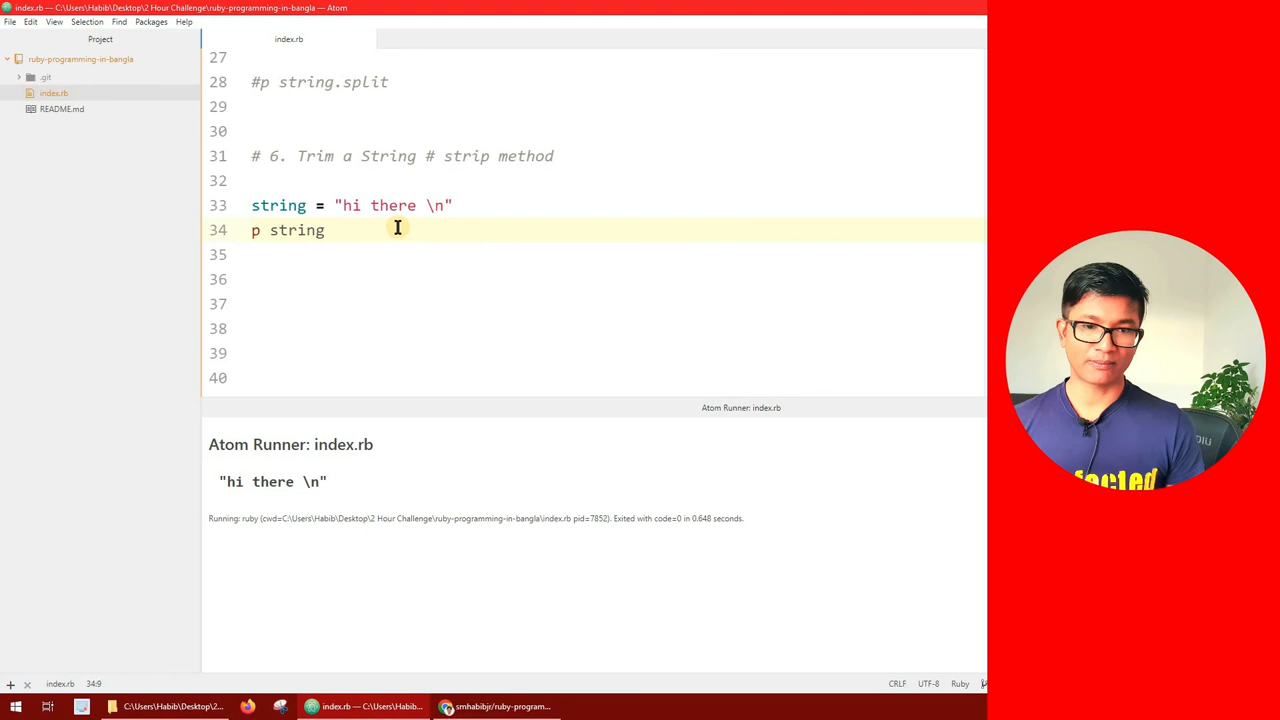 index.rb — C:\Users\Habib\Desktop\2 Hour Challenge\ruby-programming-in-bangla — Atom
File Edit View Selection Find Packages Help
Project
index.rb
ruby-programming-in-bangla
.git
index.rb
README.md
27
28 #p string.split
29
30
31 # 6. Trim a String # strip method
32
33 string = "hi there \n"
34 p string
35
36
37
38
39
40
Atom Runner: index.rb
Atom Runner: index.rb
"hi there \n"
Running: ruby (cwd=C:\Users\Habib\Desktop\2 Hour Challenge\ruby-programming-in-bangla\index.rb pid=7852). Exited with code=0 in 0.648 seconds.
index.rb 34:9 CRLF UTF-8 Ruby
C:\Users\Habib\Desktop\2... index.rb — C:\Users\Habib... smhabibjr/ruby-program...